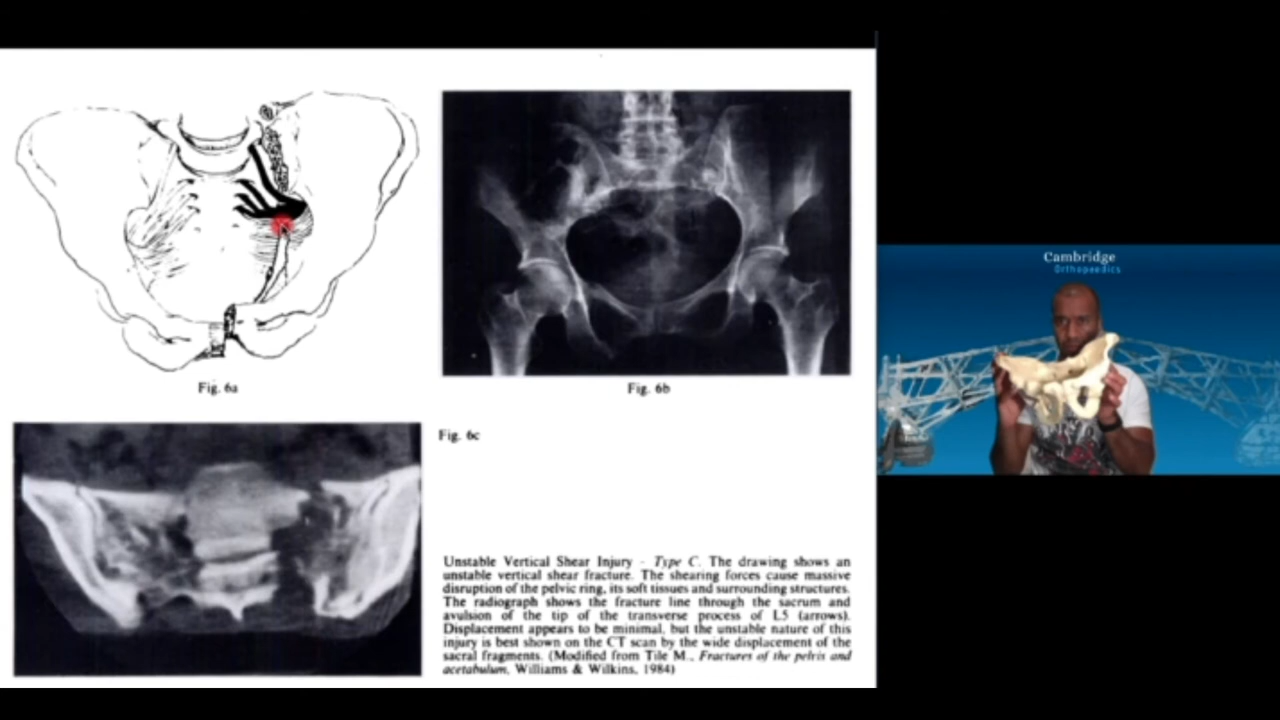 Fig. 6a
Fig. 6b
Fig. 6c
Unstable Vertical Shear Injury - Type C. The drawing shows an
unstable vertical shear fracture. The shearing forces cause massive
disruption of the pelvic ring, its soft tissues and surrounding structures.
The radiograph shows the fracture line through the sacrum and
avulsion of the tip of the transverse process of L5 (arrows).
Displacement appears to be minimal, but the unstable nature of this
injury is best shown on the CT scan by the wide displacement of the
sacral fragments. (Modified from Tile M., Fractures of the pelvis and
acetabulum, Williams & Wilkins, 1984)
Cambridge
Orthopaedics